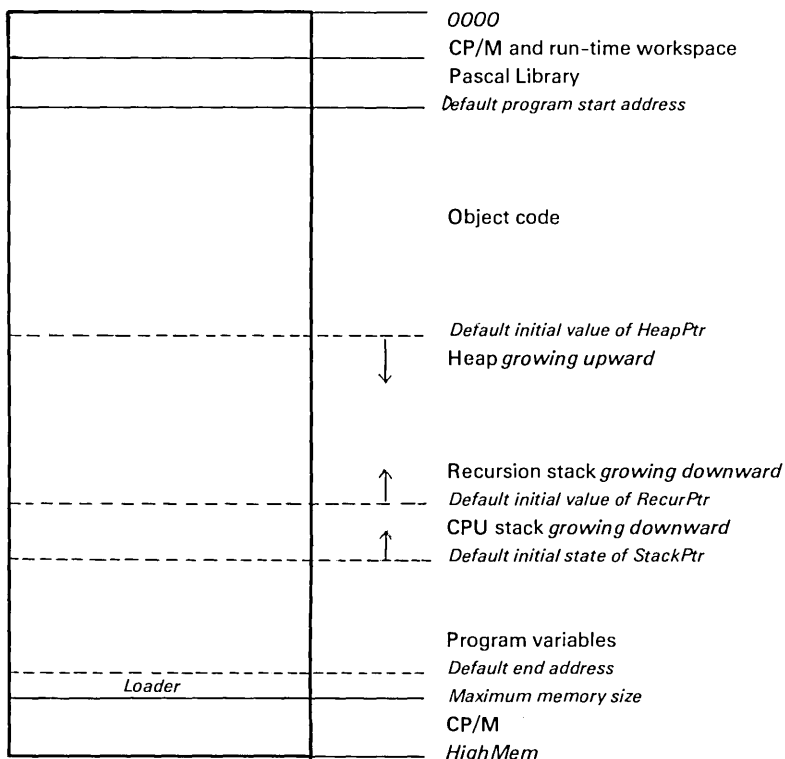 0000
CP/M and run-time workspace
Pascal Library
Default program start address
Object code
Default initial value of HeapPtr
Heap growing upward
Recursion stack growing downward
Default initial value of RecurPtr
CPU stack growing downward
Default initial state of StackPtr
Program variables
Default end address
Loader
Maximum memory size
CP/M
HighMem